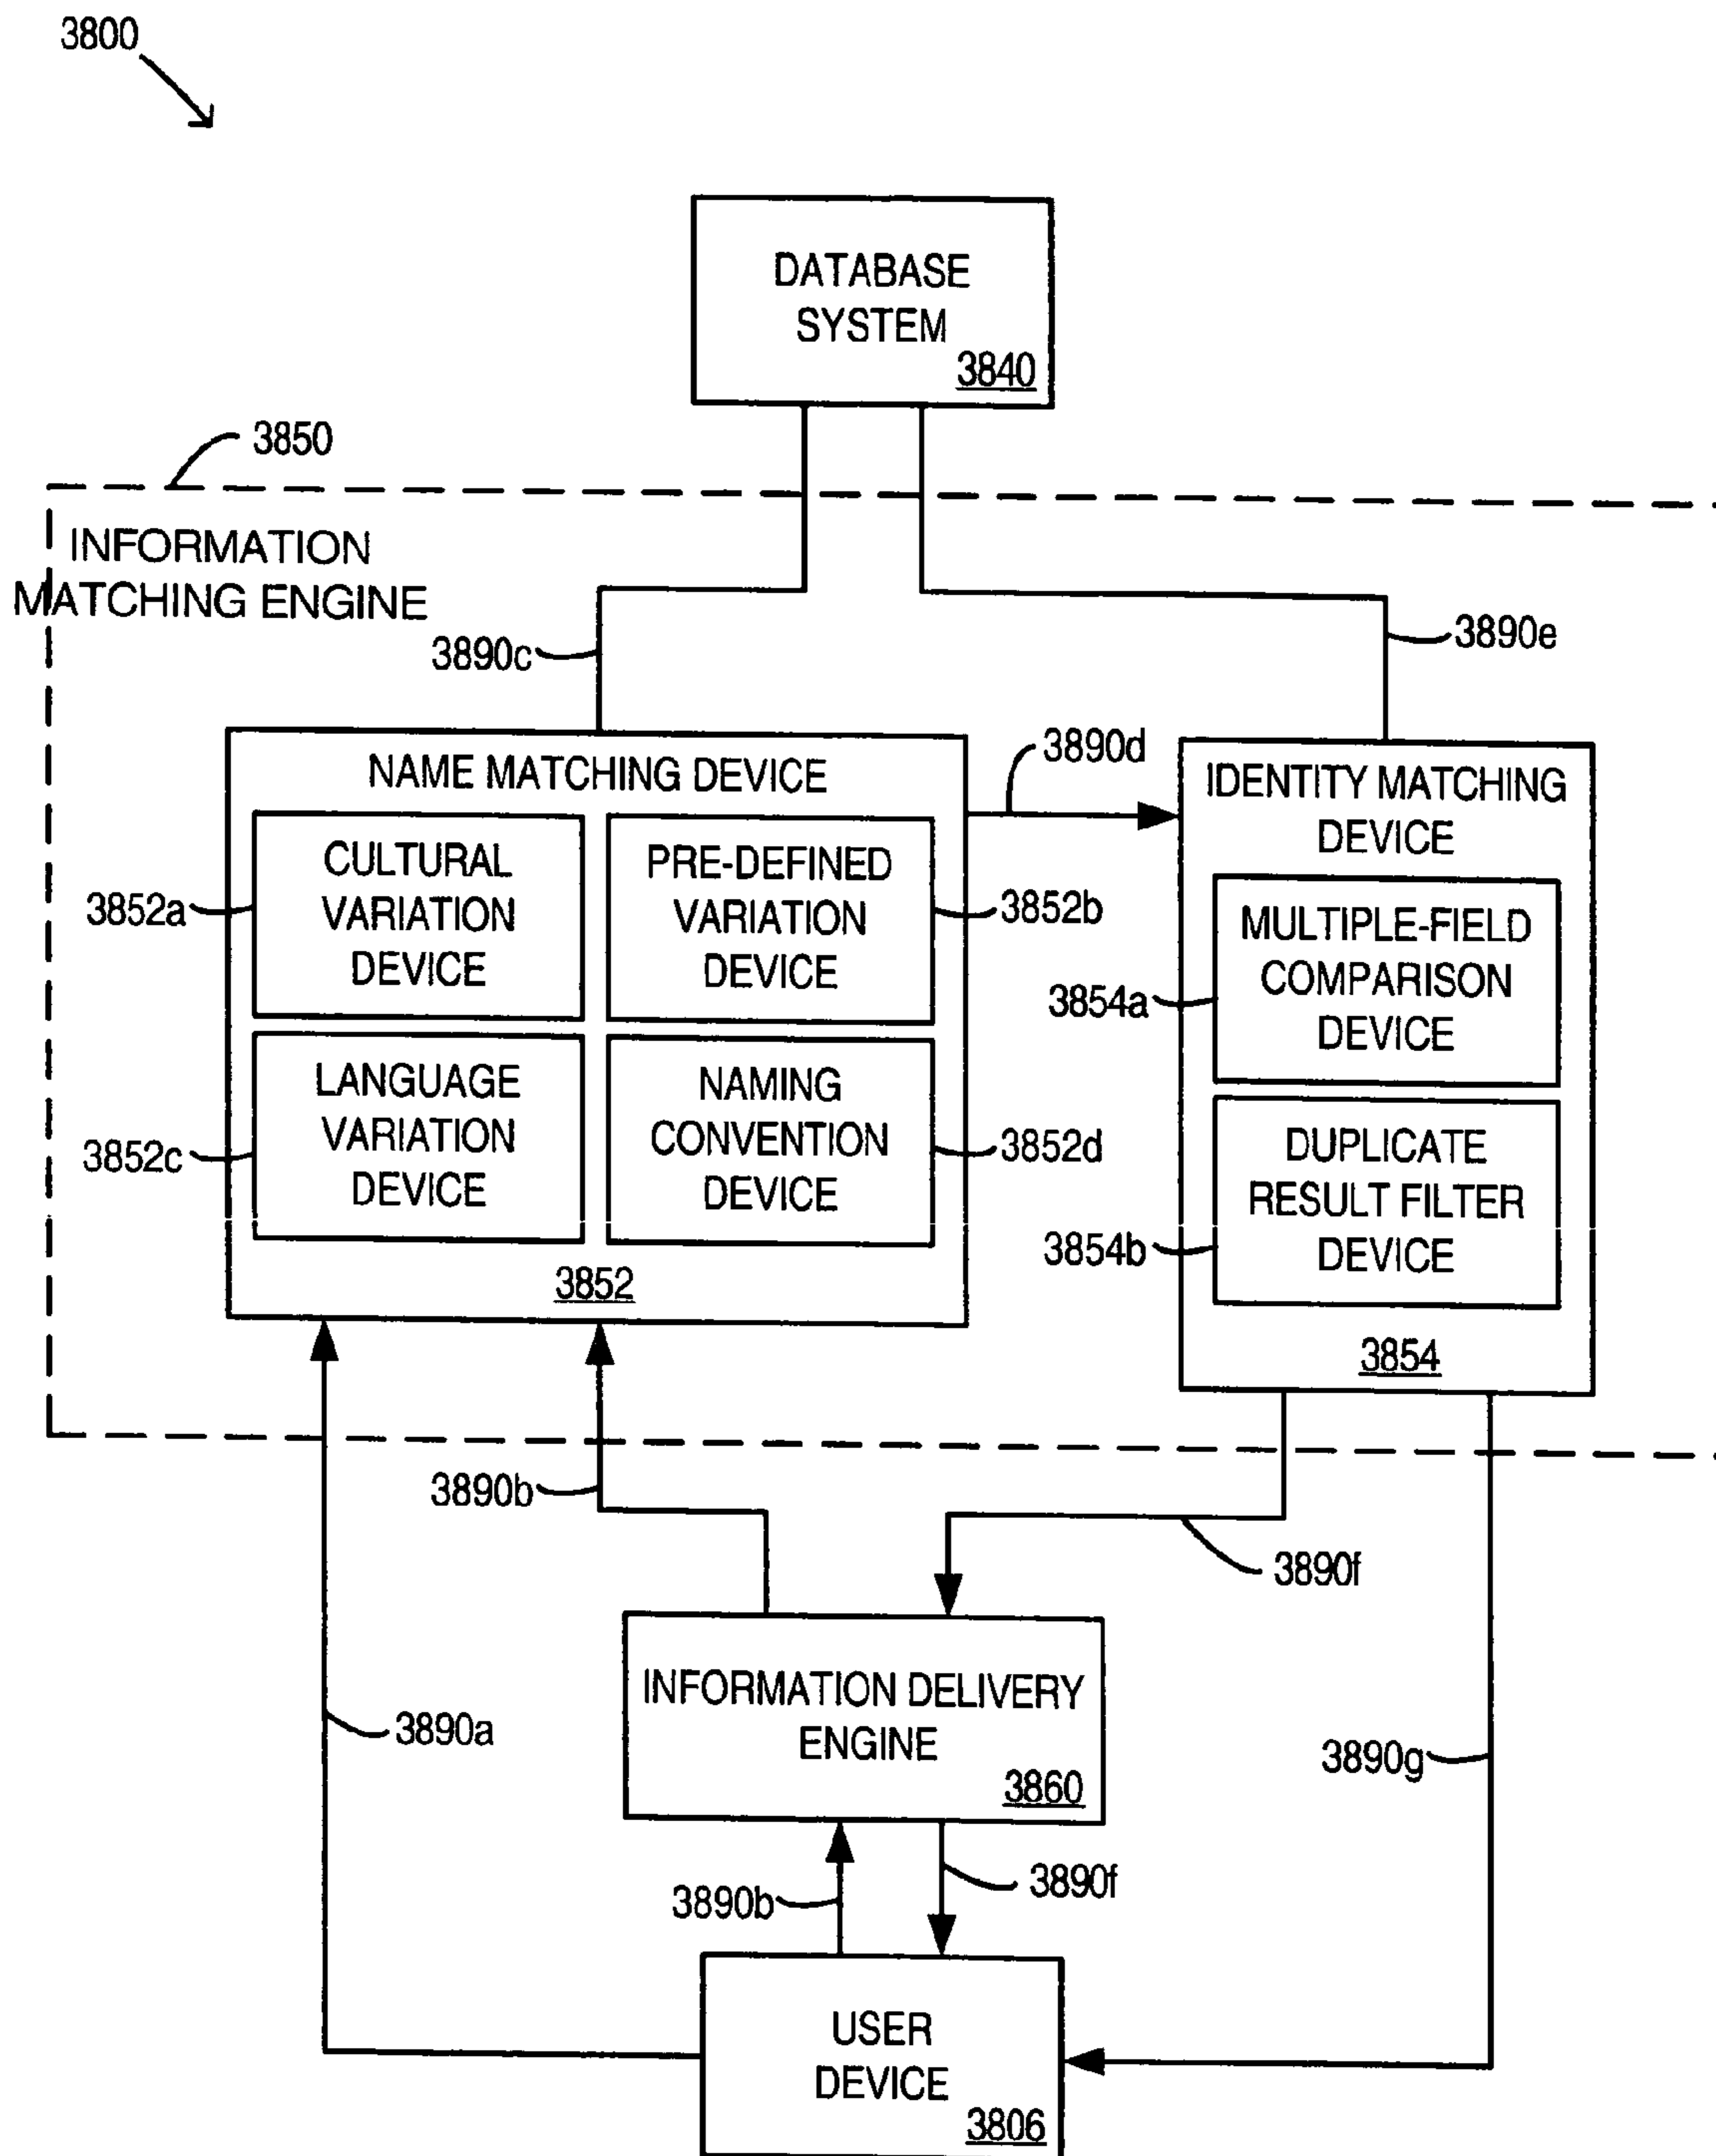 3800
DATABASE
SYSTEM
3840
3850
INFORMATION
MATCHING ENGINE
3890c
3890e
NAME MATCHING DEVICE
3890d
IDENTITY MATCHING
DEVICE
CULTURAL
VARIATION
DEVICE
3852a
PRE-DEFINED
VARIATION
DEVICE
3852b
MULTIPLE-FIELD
COMPARISON
DEVICE
3854a
LANGUAGE
VARIATION
DEVICE
3852c
NAMING
CONVENTION
DEVICE
3852d
DUPLICATE
RESULT FILTER
DEVICE
3854b
3852
3854
3890b
3890f
INFORMATION DELIVERY
ENGINE
3860
3890a
3890g
3890b
3890f
USER
DEVICE
3806